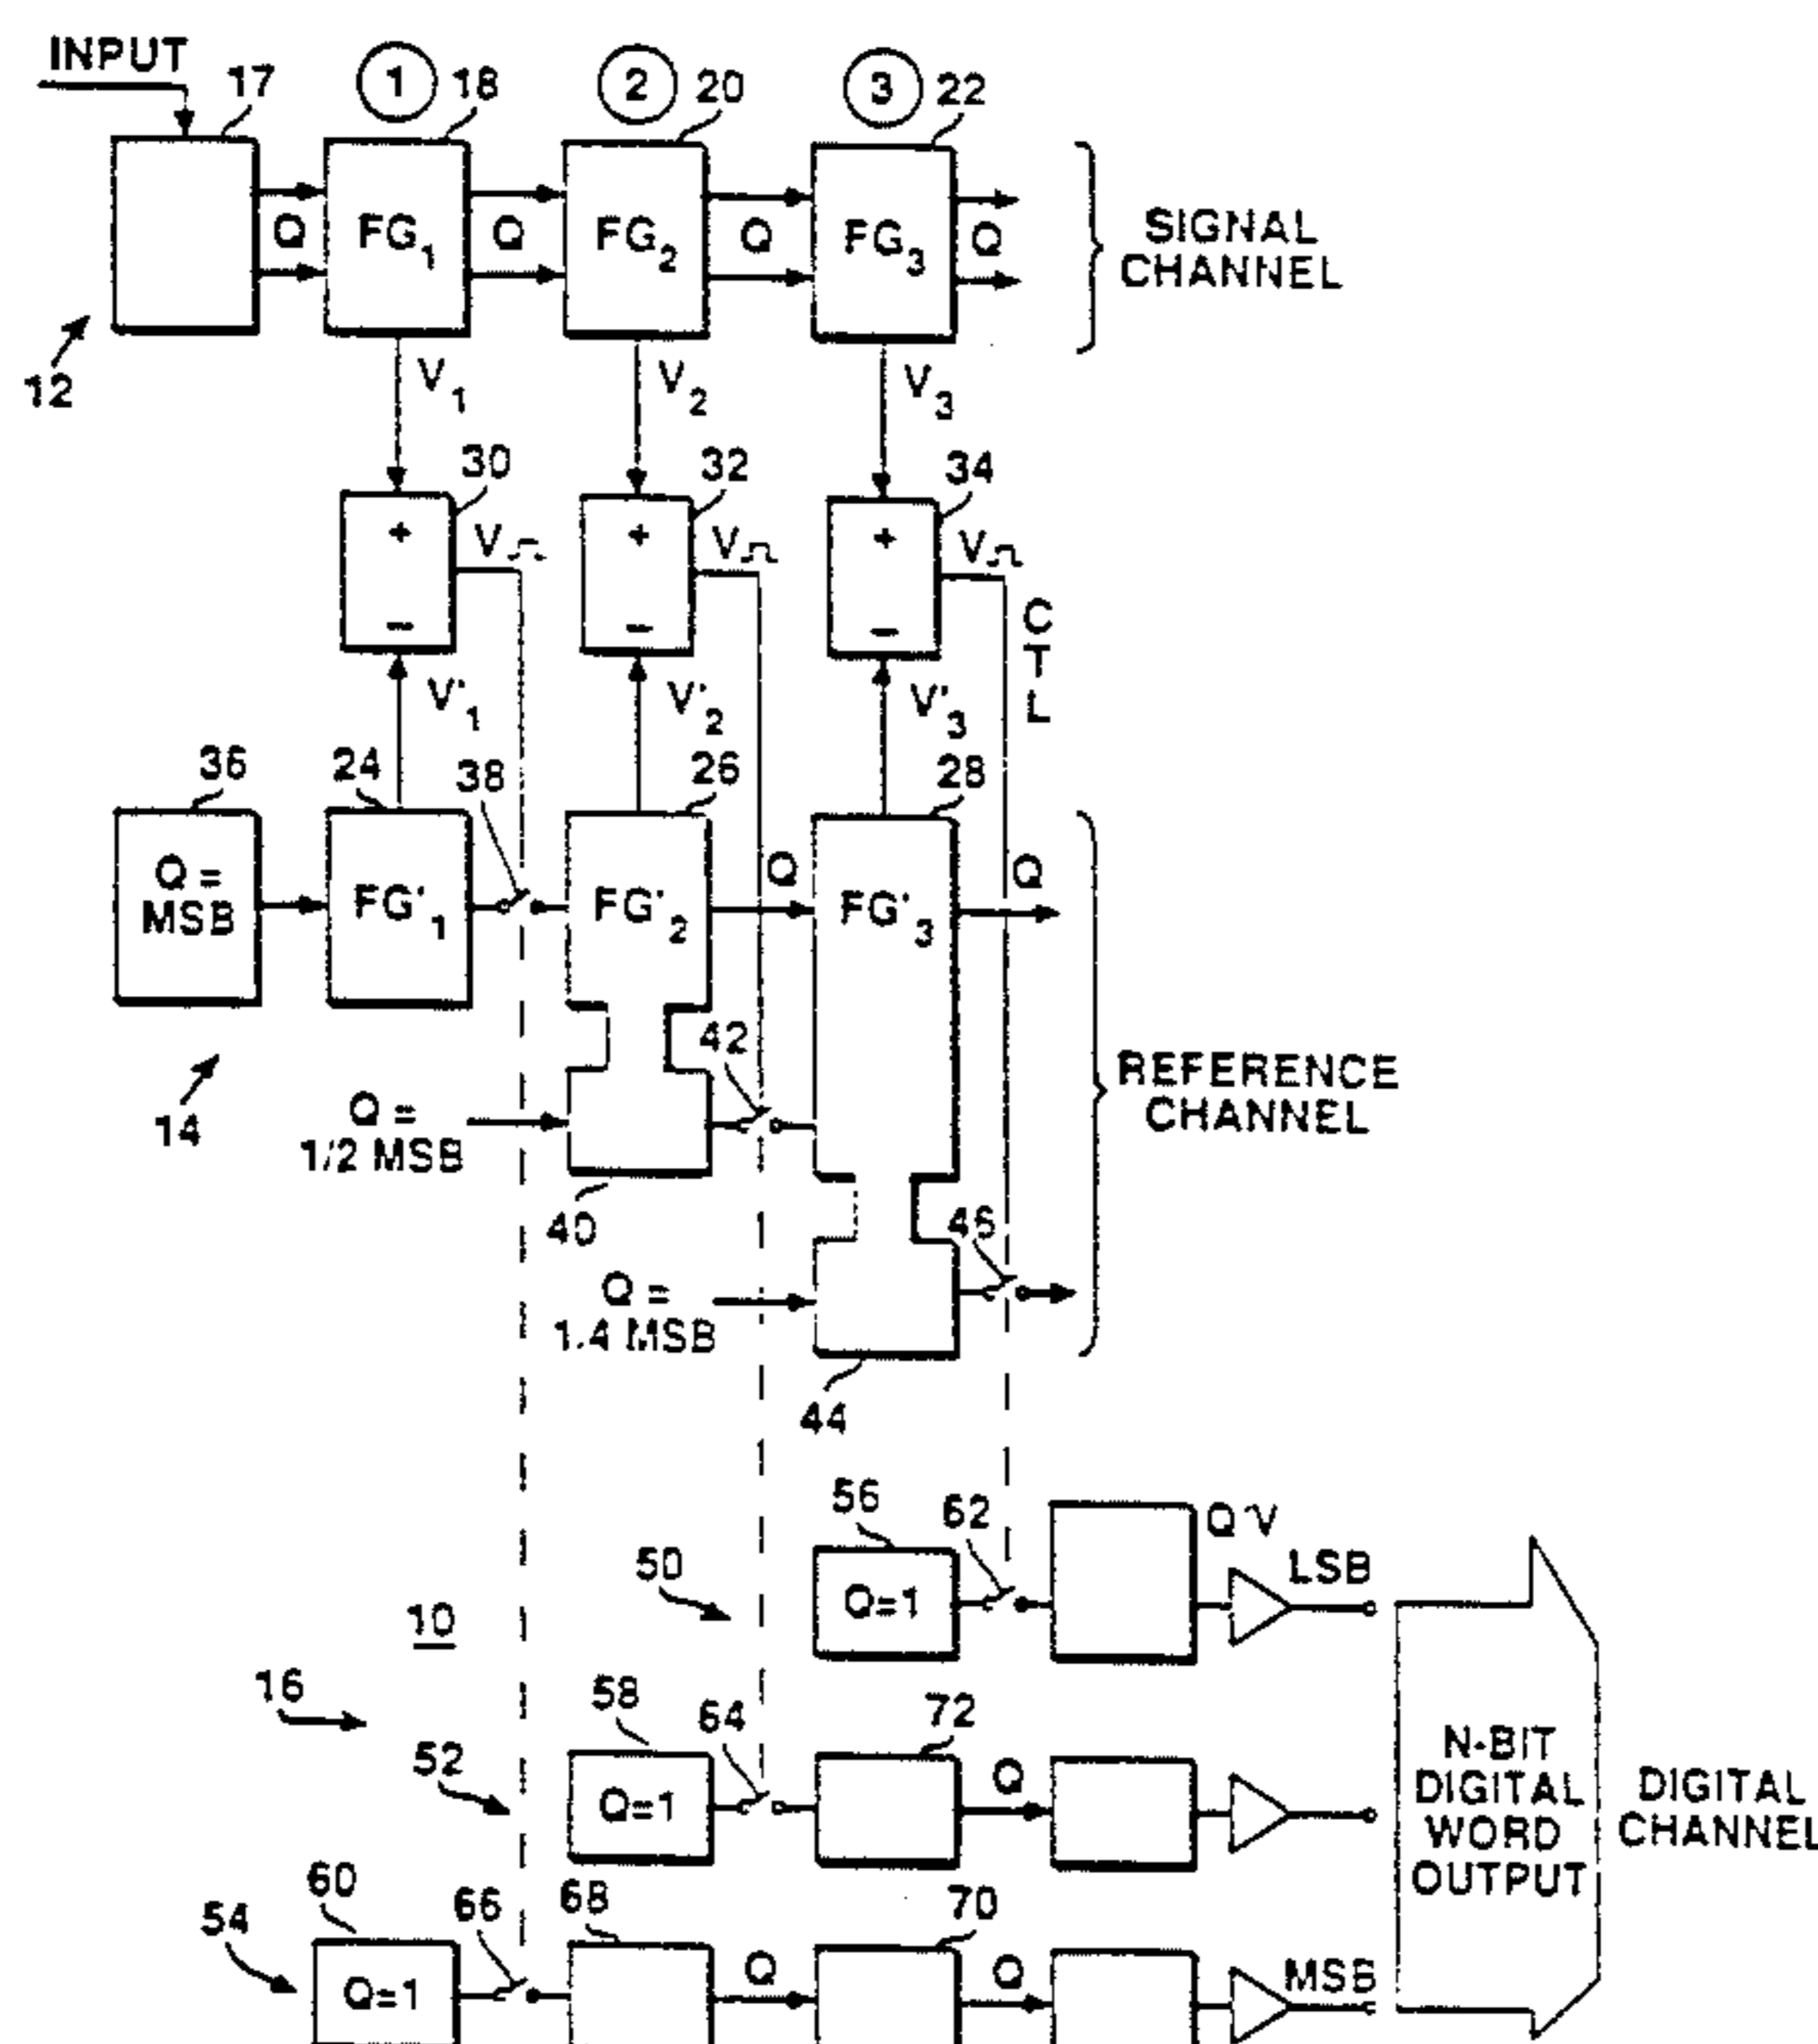 INPUT
17
1
18
2
20
3
22
Q
FG1
Q
FG2
Q
FG3
Q
SIGNAL
CHANNEL
12
V1
V2
V3
30
32
34
+
V
+
V
+
V
−
−
−
C
T
L
V'1
V'2
V'3
36
24
38
26
28
Q =
MSB
FG'1
FG'2
Q
FG'3
Q
42
14
Q =
1/2 MSB
REFERENCE
CHANNEL
40
46
Q =
1/4 MSB
44
56
62
Q V
50
LSB
Q=1
10
16
58
64
72
52
Q=1
Q
N-BIT
DIGITAL
WORD
OUTPUT
DIGITAL
CHANNEL
60
66
68
70
54
Q=1
Q
Q
MSB